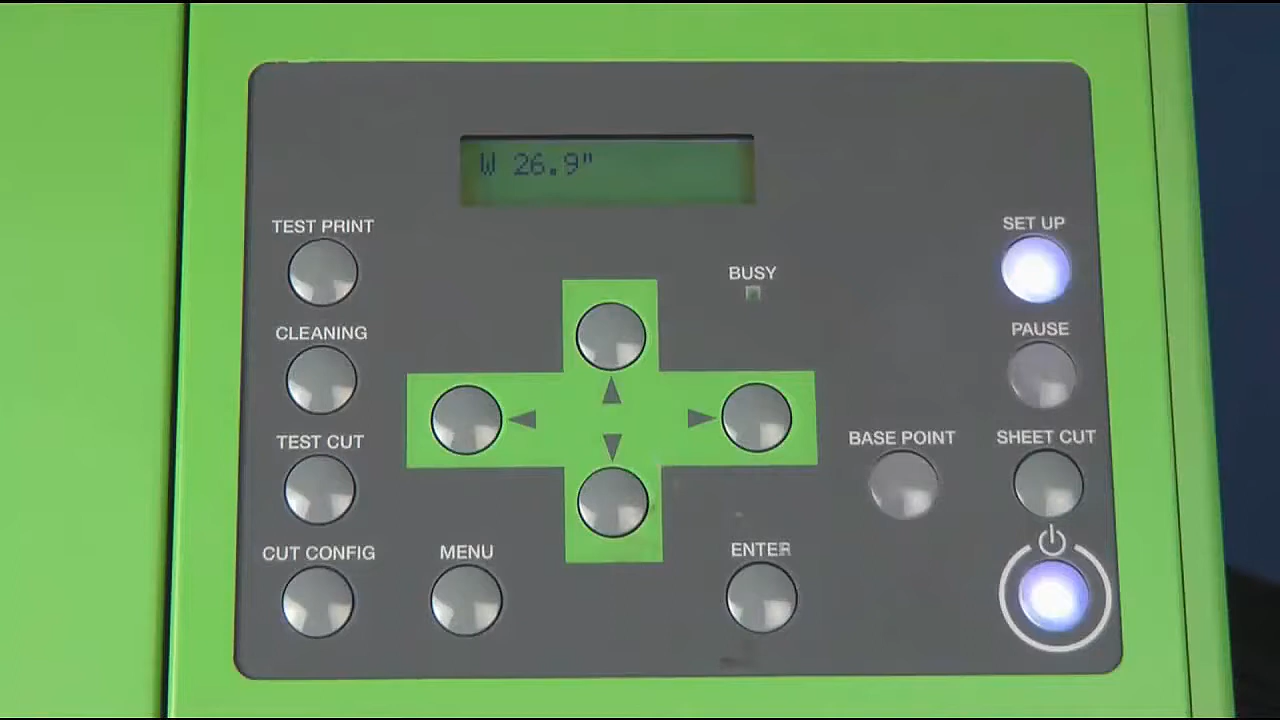 W 26.9"
TEST PRINT
SET UP
BUSY
CLEANING
PAUSE
TEST CUT
BASE POINT
SHEET CUT
CUT CONFIG
MENU
ENTER